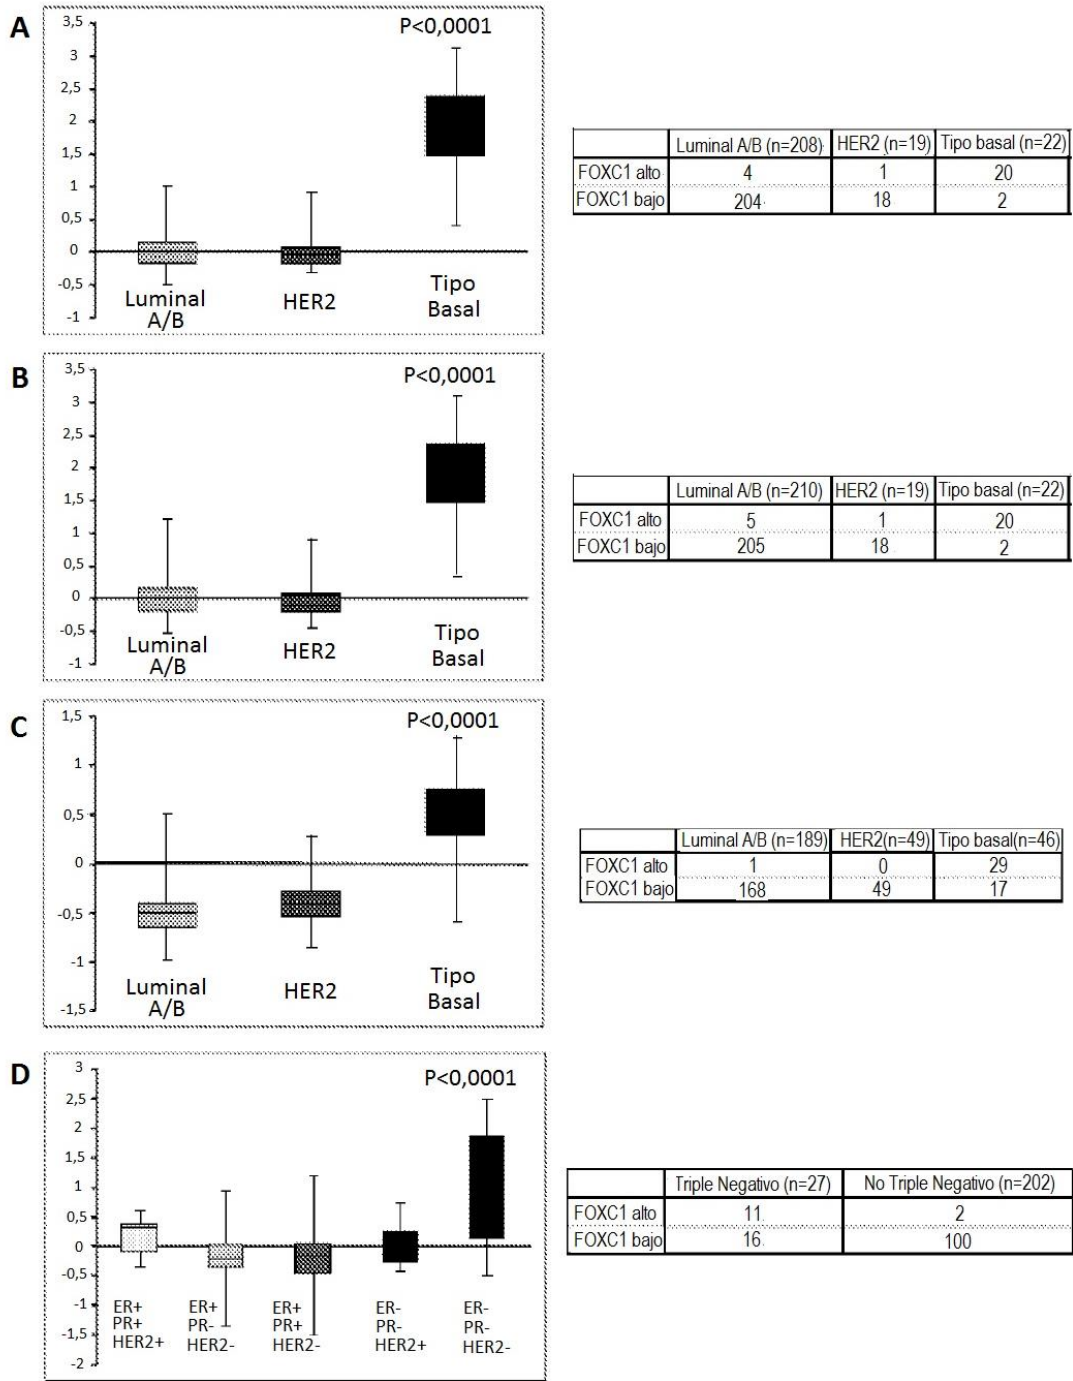 A
P<0,0001
3,5
3
2,5
2
1,5
1
0,5
0
-0,5
-1
Luminal
A/B
HER2
Tipo
Basal
Luminal A/B (n=208) HER2 (n=19) Tipo basal (n=22)
FOXC1 alto 4 1 20
FOXC1 bajo 204 18 2
B
P<0,0001
3,5
3
2,5
2
1,5
1
0,5
0
-0,5
-1
Luminal
A/B
HER2
Tipo
Basal
Luminal A/B (n=210) HER2 (n=19) Tipo basal (n=22)
FOXC1 alto 5 1 20
FOXC1 bajo 205 18 2
C
P<0,0001
1,5
1
0,5
0
-0,5
-1
-1,5
Luminal
A/B
HER2
Tipo
Basal
Luminal A/B (n=189) HER2(n=49) Tipo basal(n=46)
FOXC1 alto 1 0 29
FOXC1 bajo 168 49 17
D
P<0,0001
3
2,5
2
1,5
1
0,5
0
-0,5
-1
-1,5
-2
ER+
PR+
HER2+
ER+
PR-
HER2-
ER+
PR+
HER2-
ER-
PR-
HER2+
ER-
PR-
HER2-
Triple Negativo (n=27) No Triple Negativo (n=202)
FOXC1 alto 11 2
FOXC1 bajo 16 100